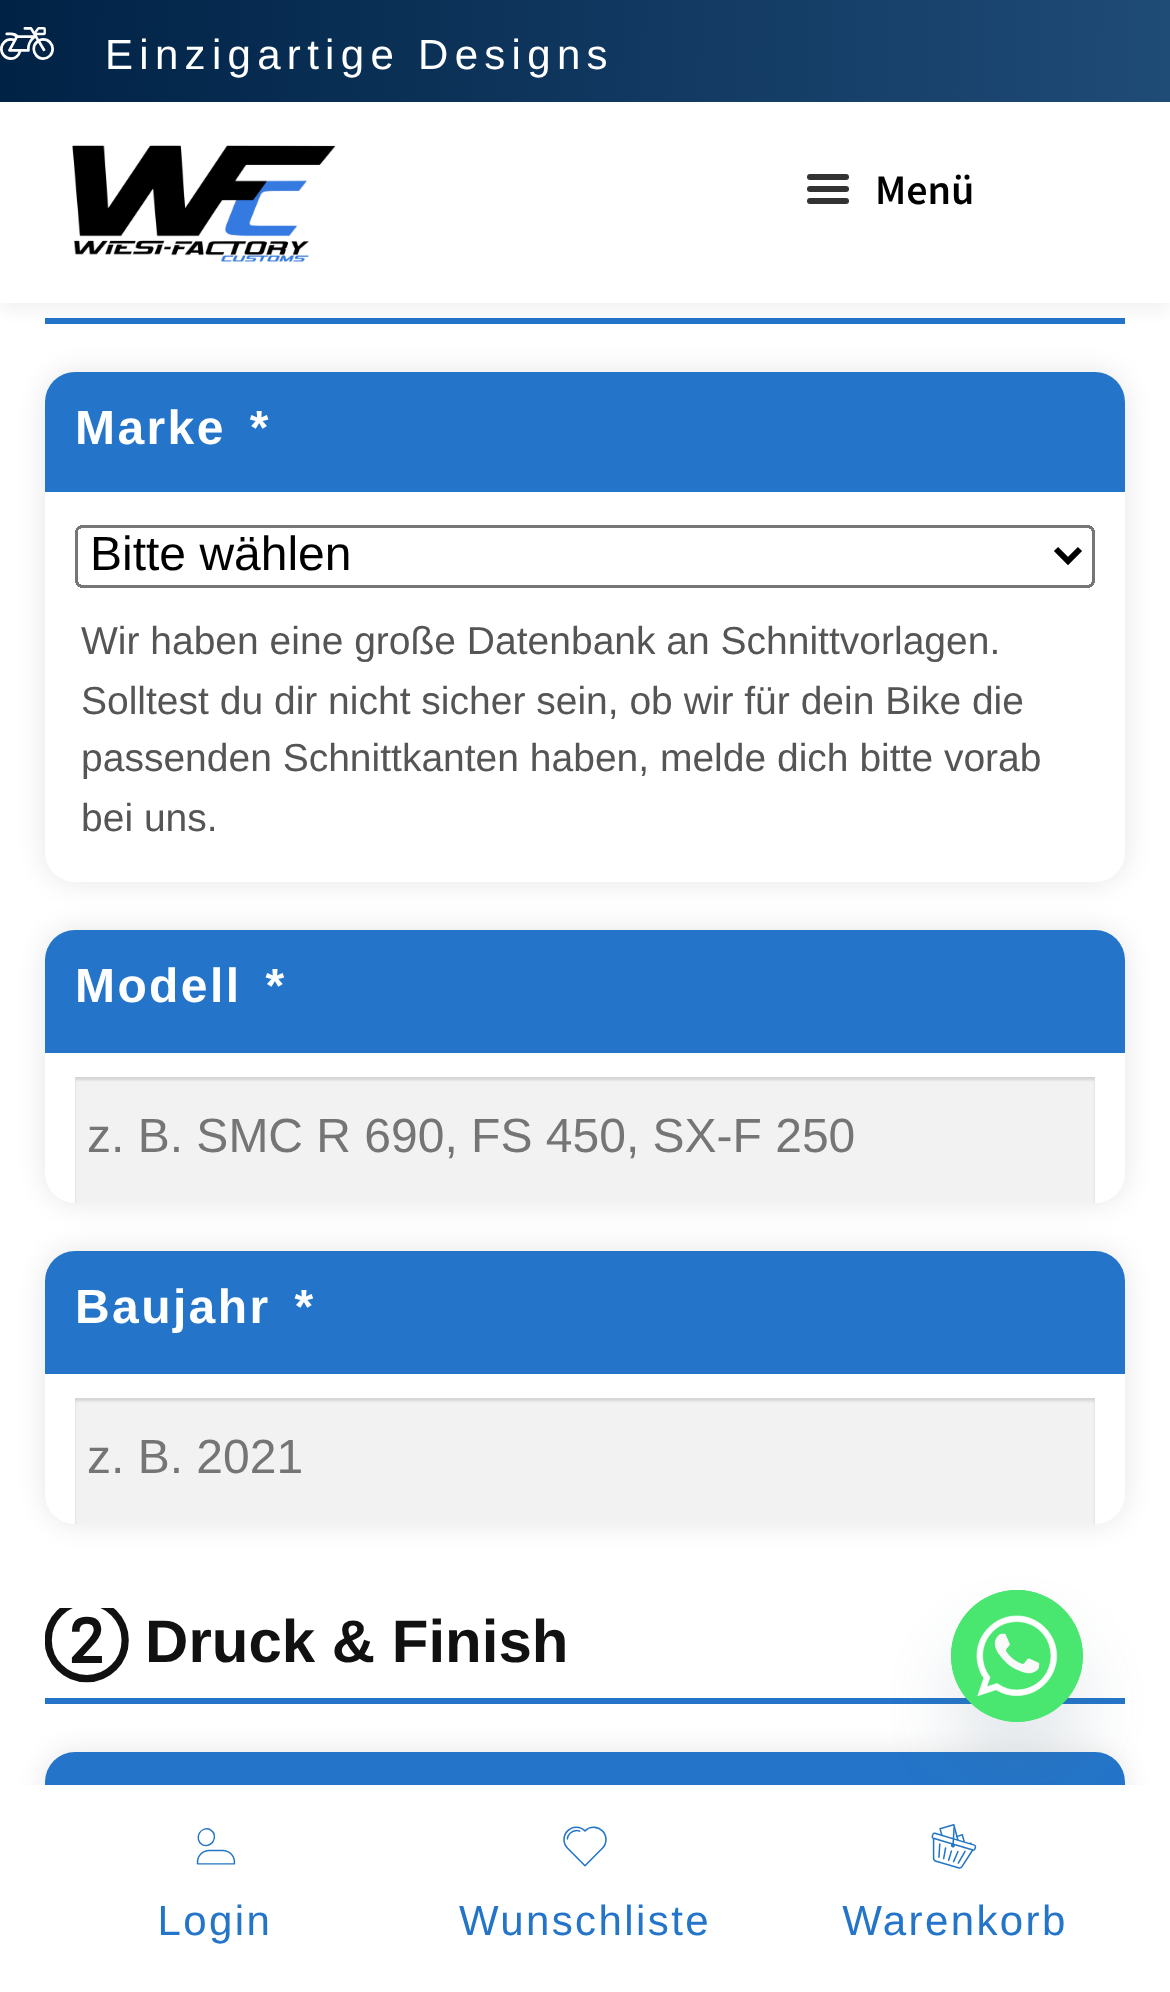 Einzigartige Designs
WFC
WIESI-FACTORY
CUSTOMS
Menü
Marke *
Bitte wählen
Wir haben eine große Datenbank an Schnittvorlagen.
Solltest du dir nicht sicher sein, ob wir für dein Bike die
passenden Schnittkanten haben, melde dich bitte vorab
bei uns.
Modell *
z. B. SMC R 690, FS 450, SX-F 250
Baujahr *
z. B. 2021
2 Druck & Finish
Login
Wunschliste
Warenkorb